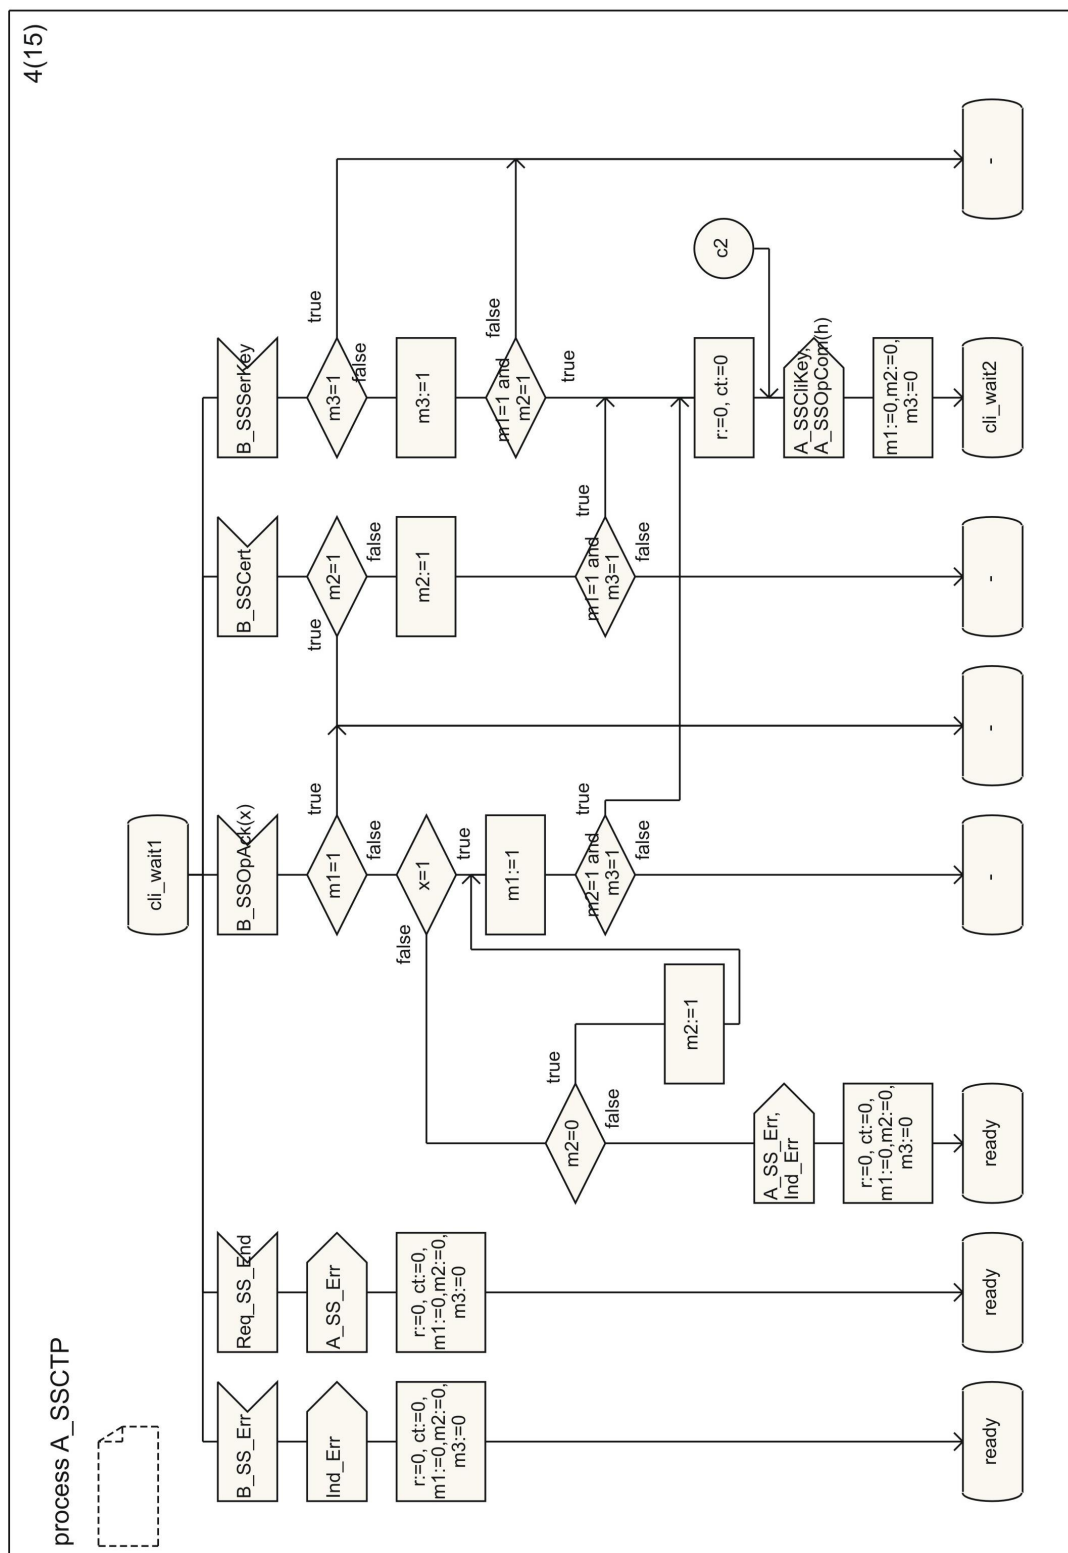 process A_SSCTP
4(15)
cli_wait1
B_SS_Err
Req_SS_End
B_SSOpAck(x)
B_SSCert
B_SSSerKey
Ind_Err
A_SS_Err
m1=1
true
false
true
m2=1
false
m3=1
true
false
r:=0, ct:=0,
m1:=0,m2:=0,
m3:=0
r:=0, ct:=0,
m1:=0,m2:=0,
m3:=0
false
x=1
true
m2:=1
m3:=1
m2=0
true
false
m1:=1
m1=1 and
m2=1
false
true
m2=1 and
m3=1
true
false
m1=1 and
m3=1
true
false
m2:=1
r:=0, ct:=0
c2
A_SS_Err,
Ind_Err
A_SSCliKey,
A_SSOpCom(h)
r:=0, ct:=0,
m1:=0,m2:=0,
m3:=0
m1:=0,m2:=0,
m3:=0
ready
ready
ready
-
-
-
cli_wait2
-